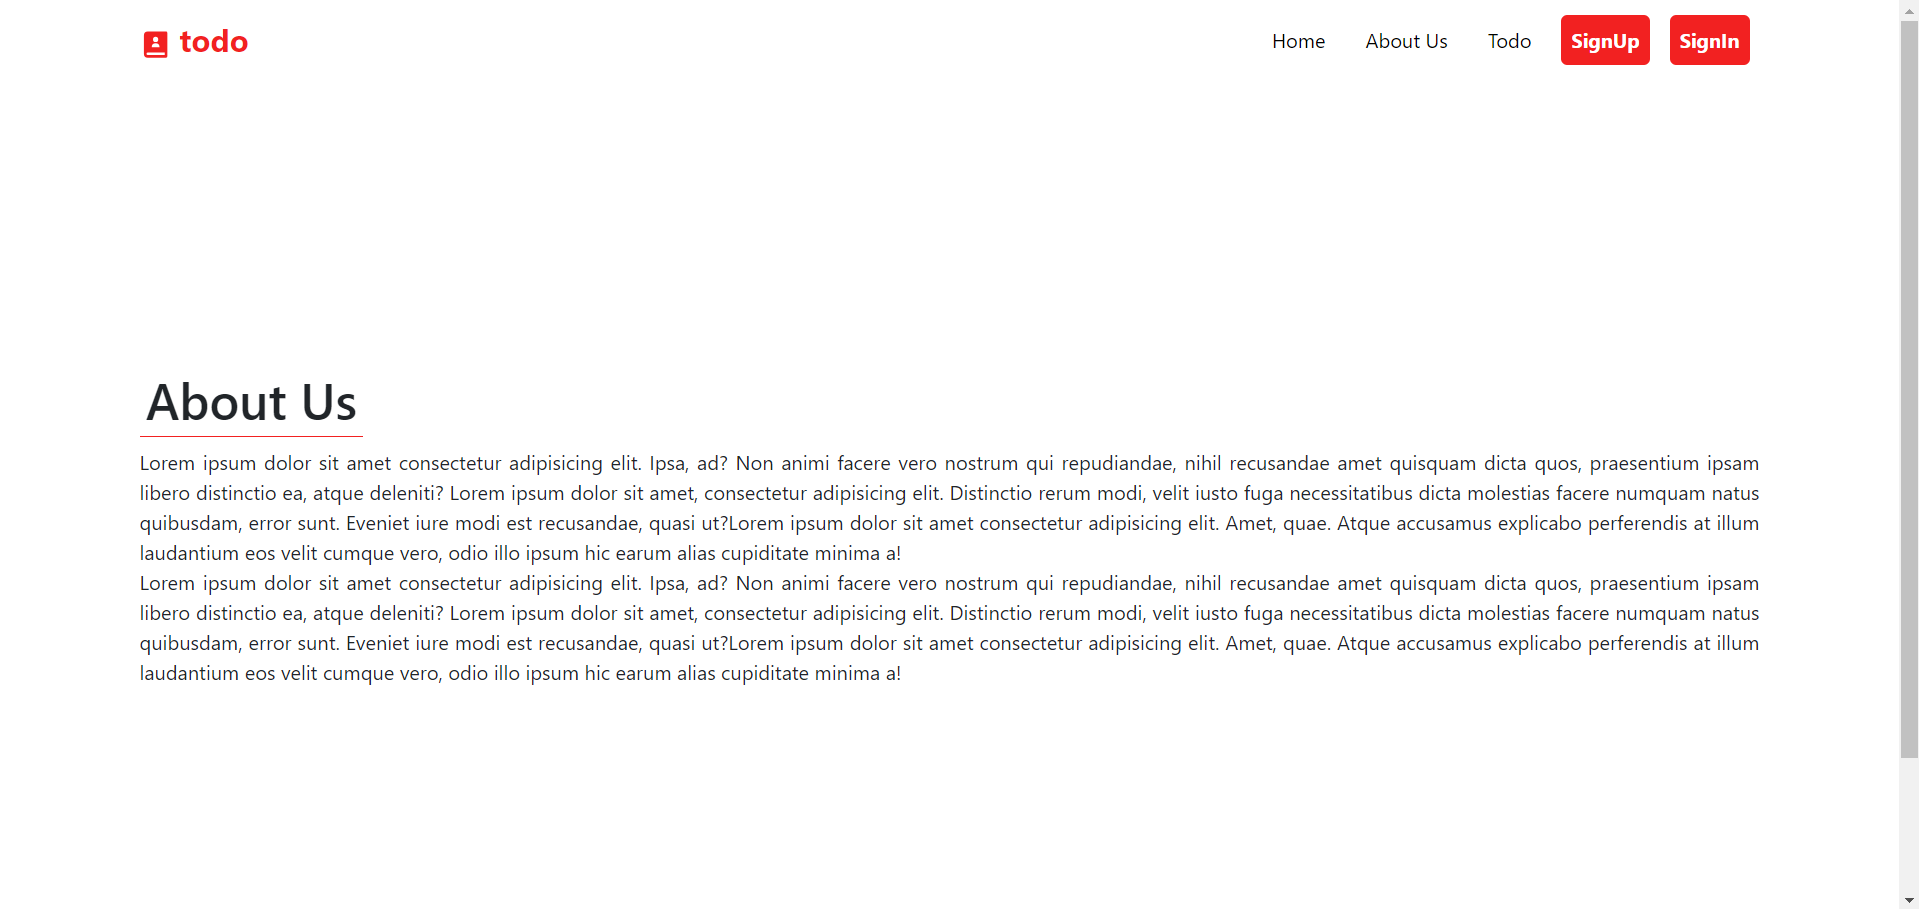 todo
Home About Us Todo SignUp SignIn
About Us
Lorem ipsum dolor sit amet consectetur adipisicing elit. Ipsa, ad? Non animi facere vero nostrum qui repudiandae, nihil recusandae amet quisquam dicta quos, praesentium ipsam
libero distinctio ea, atque deleniti? Lorem ipsum dolor sit amet, consectetur adipisicing elit. Distinctio rerum modi, velit iusto fuga necessitatibus dicta molestias facere numquam natus
quibusdam, error sunt. Eveniet iure modi est recusandae, quasi ut?Lorem ipsum dolor sit amet consectetur adipisicing elit. Amet, quae. Atque accusamus explicabo perferendis at illum
laudantium eos velit cumque vero, odio illo ipsum hic earum alias cupiditate minima a!
Lorem ipsum dolor sit amet consectetur adipisicing elit. Ipsa, ad? Non animi facere vero nostrum qui repudiandae, nihil recusandae amet quisquam dicta quos, praesentium ipsam
libero distinctio ea, atque deleniti? Lorem ipsum dolor sit amet, consectetur adipisicing elit. Distinctio rerum modi, velit iusto fuga necessitatibus dicta molestias facere numquam natus
quibusdam, error sunt. Eveniet iure modi est recusandae, quasi ut?Lorem ipsum dolor sit amet consectetur adipisicing elit. Amet, quae. Atque accusamus explicabo perferendis at illum
laudantium eos velit cumque vero, odio illo ipsum hic earum alias cupiditate minima a!